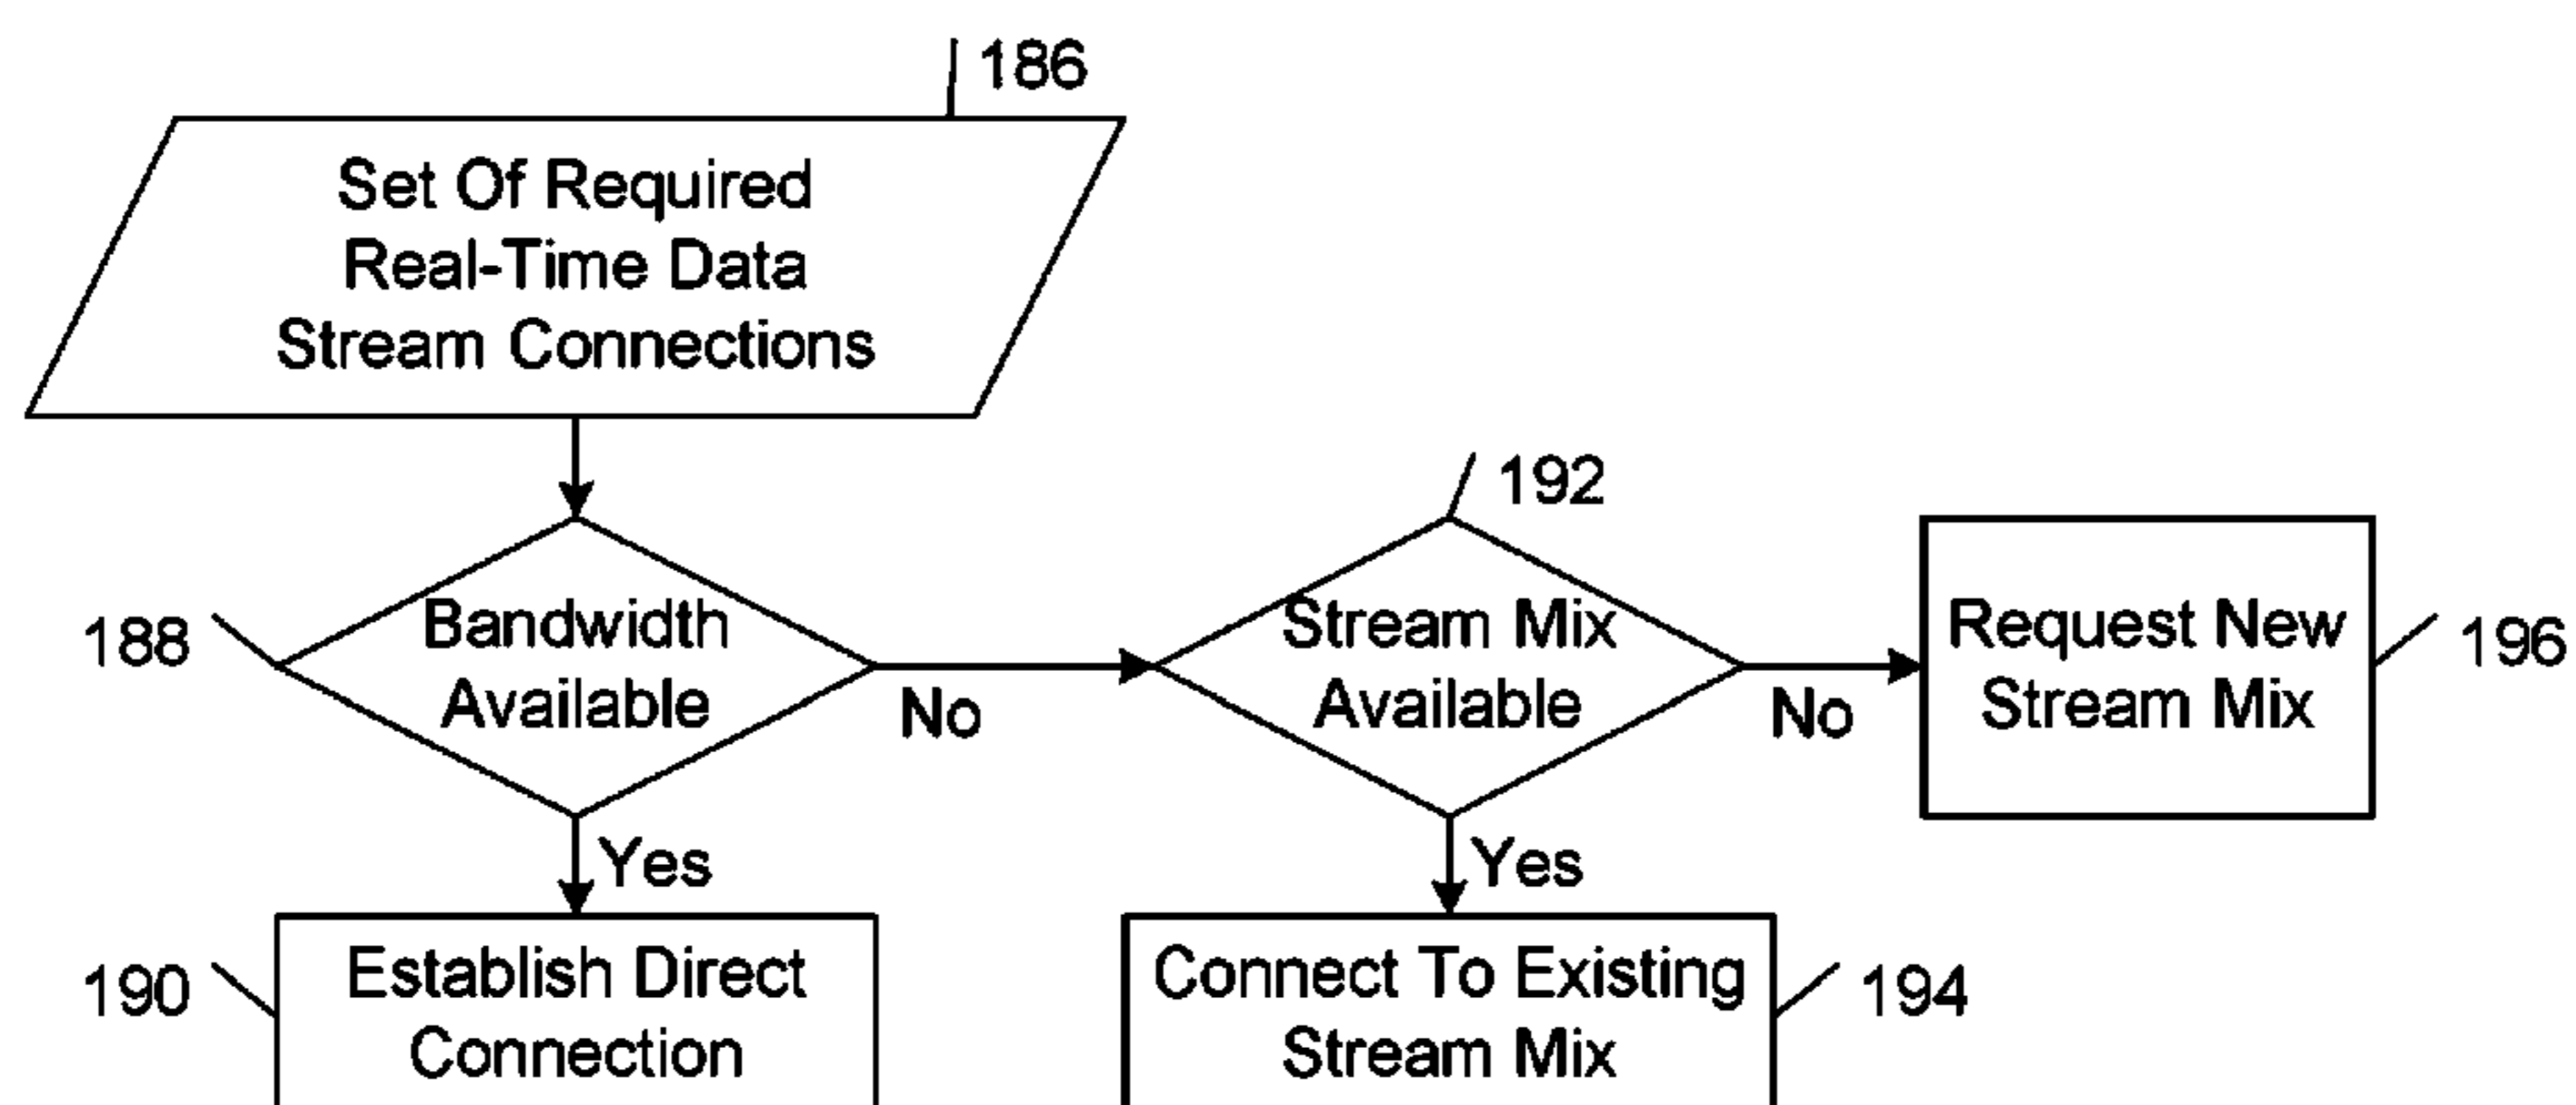 186
Set Of Required
Real-Time Data
Stream Connections
192
188
Bandwidth
Available
No
Stream Mix
Available
No
Request New
Stream Mix
196
Yes
Yes
190
Establish Direct
Connection
Connect To Existing
Stream Mix
194